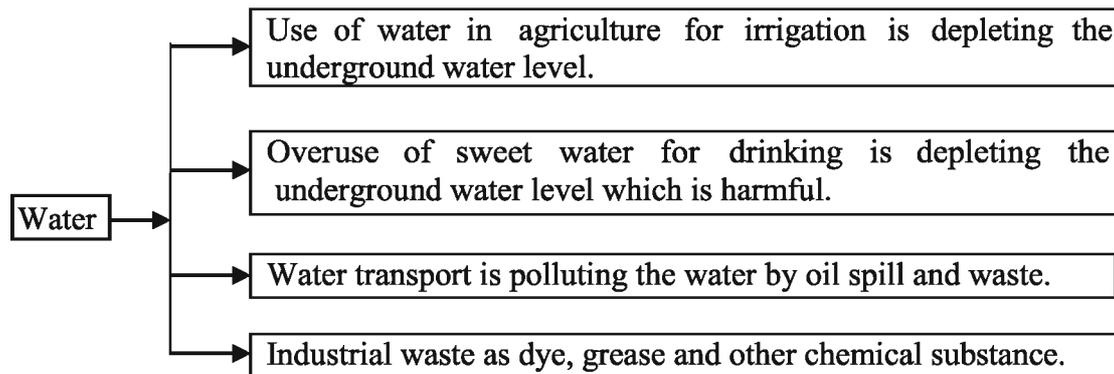 Use of water in agriculture for irrigation is depleting the
underground water level.
Overuse of sweet water for drinking is depleting the
underground water level which is harmful.
Water
Water transport is polluting the water by oil spill and waste.
Industrial waste as dye, grease and other chemical substance.